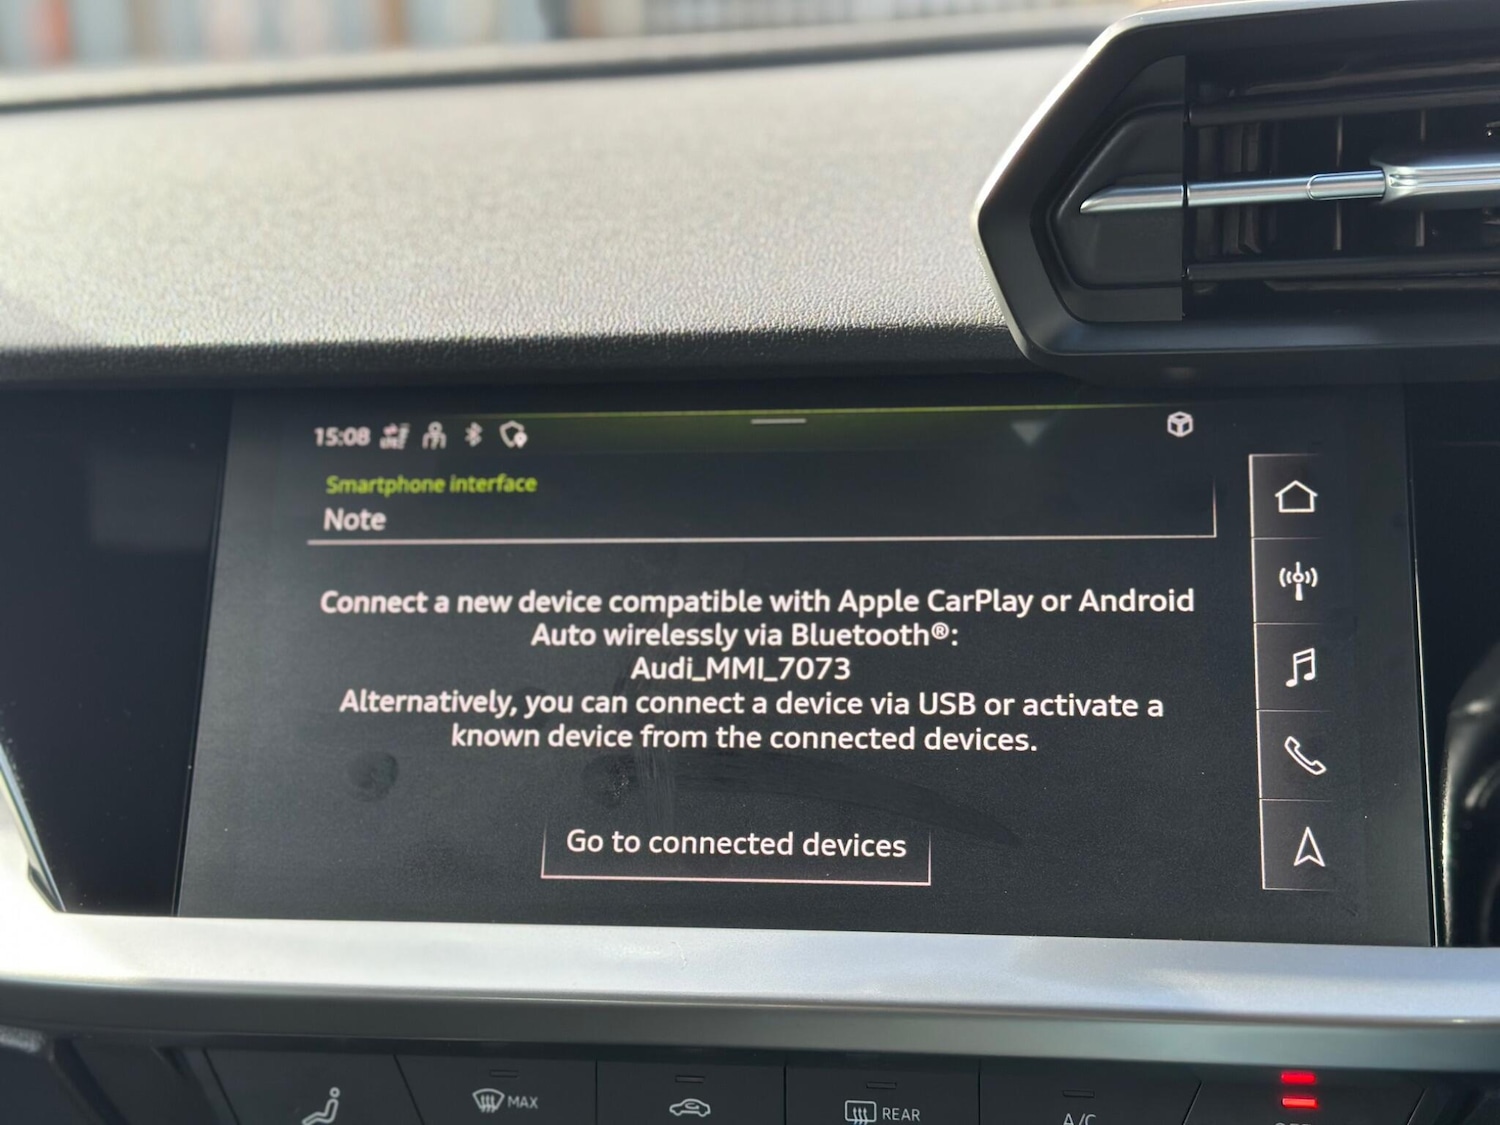 15:08
Smartphone interface
Note
Connect a new device compatible with Apple CarPlay or Android
Auto wirelessly via Bluetooth®:
Audi_MMI_7073
Alternatively, you can connect a device via USB or activate a
known device from the connected devices.
Go to connected devices
MAX
REAR
A/C